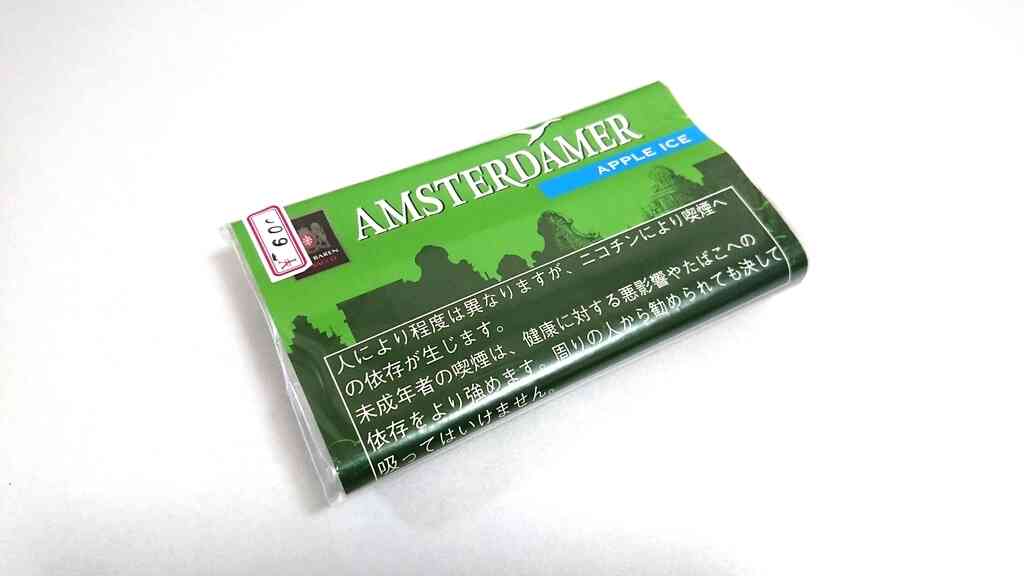 AMSTERDAMER
APPLE ICE
BAREN
人により程度は異なりますが、ニコチンにより喫煙へ
の依存が生じます。
未成年者の喫煙は、健康に対する悪影響やたばこへの
依存をより強めます。周りの人から勧められても決して
吸ってはいけません。